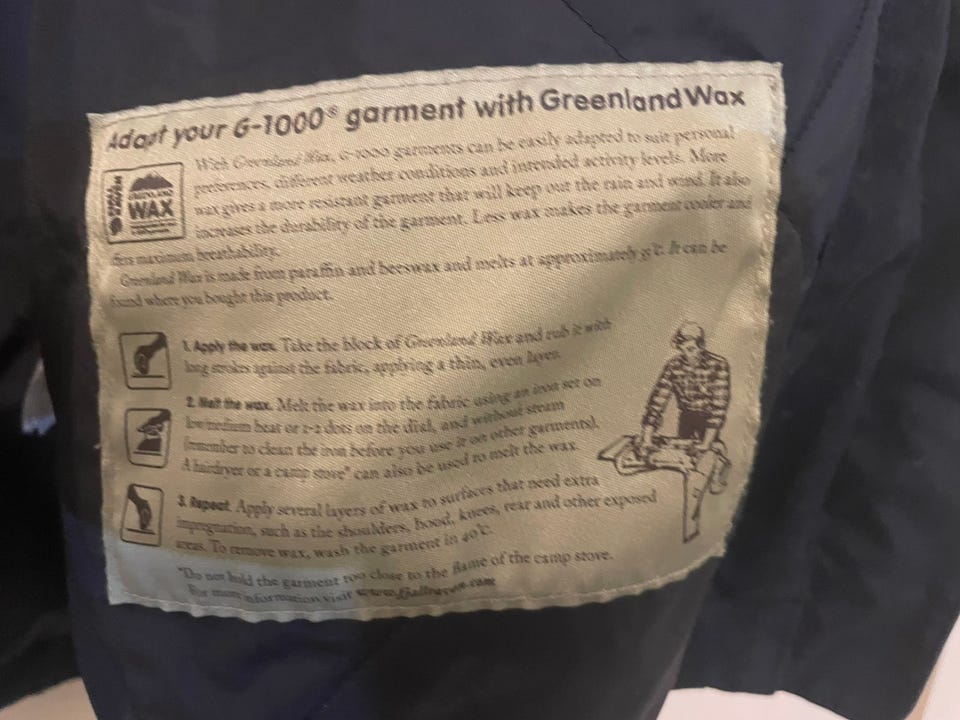 Adapt your G-1000® garment with Greenland Wax
With Greenland Wax, G-1000 garments can be easily adapted to suit personal
preferences, different weather conditions and intended activity levels. More
wax gives a more resistant garment that will keep out the rain and wind. It also
increases the durability of the garment. Less wax makes the garment cooler and
offers maximum breathability.
GREENLAND
WAX
Greenland Wax is made from paraffin and beeswax and melts at approximately °C. It can be
found where you bought this product.
1. Apply the wax. Take the block of Greenland Wax and rub it with
long strokes against the fabric, applying a thin, even layer.
2. Melt the wax. Melt the wax into the fabric using an iron set on
low/medium heat or 1-2 dots on the dial, and without steam
(remember to clean the iron before you use it on other garments).
A hairdryer or a camp stove* can also be used to melt the wax.
3. Repeat. Apply several layers of wax to surfaces that need extra
impregnation, such as the shoulders, hood, knees, rear and other exposed
areas. To remove wax, wash the garment in 40°C.
*Do not hold the garment too close to the flame of the camp stove.
For more information visit www.fjallraven.com